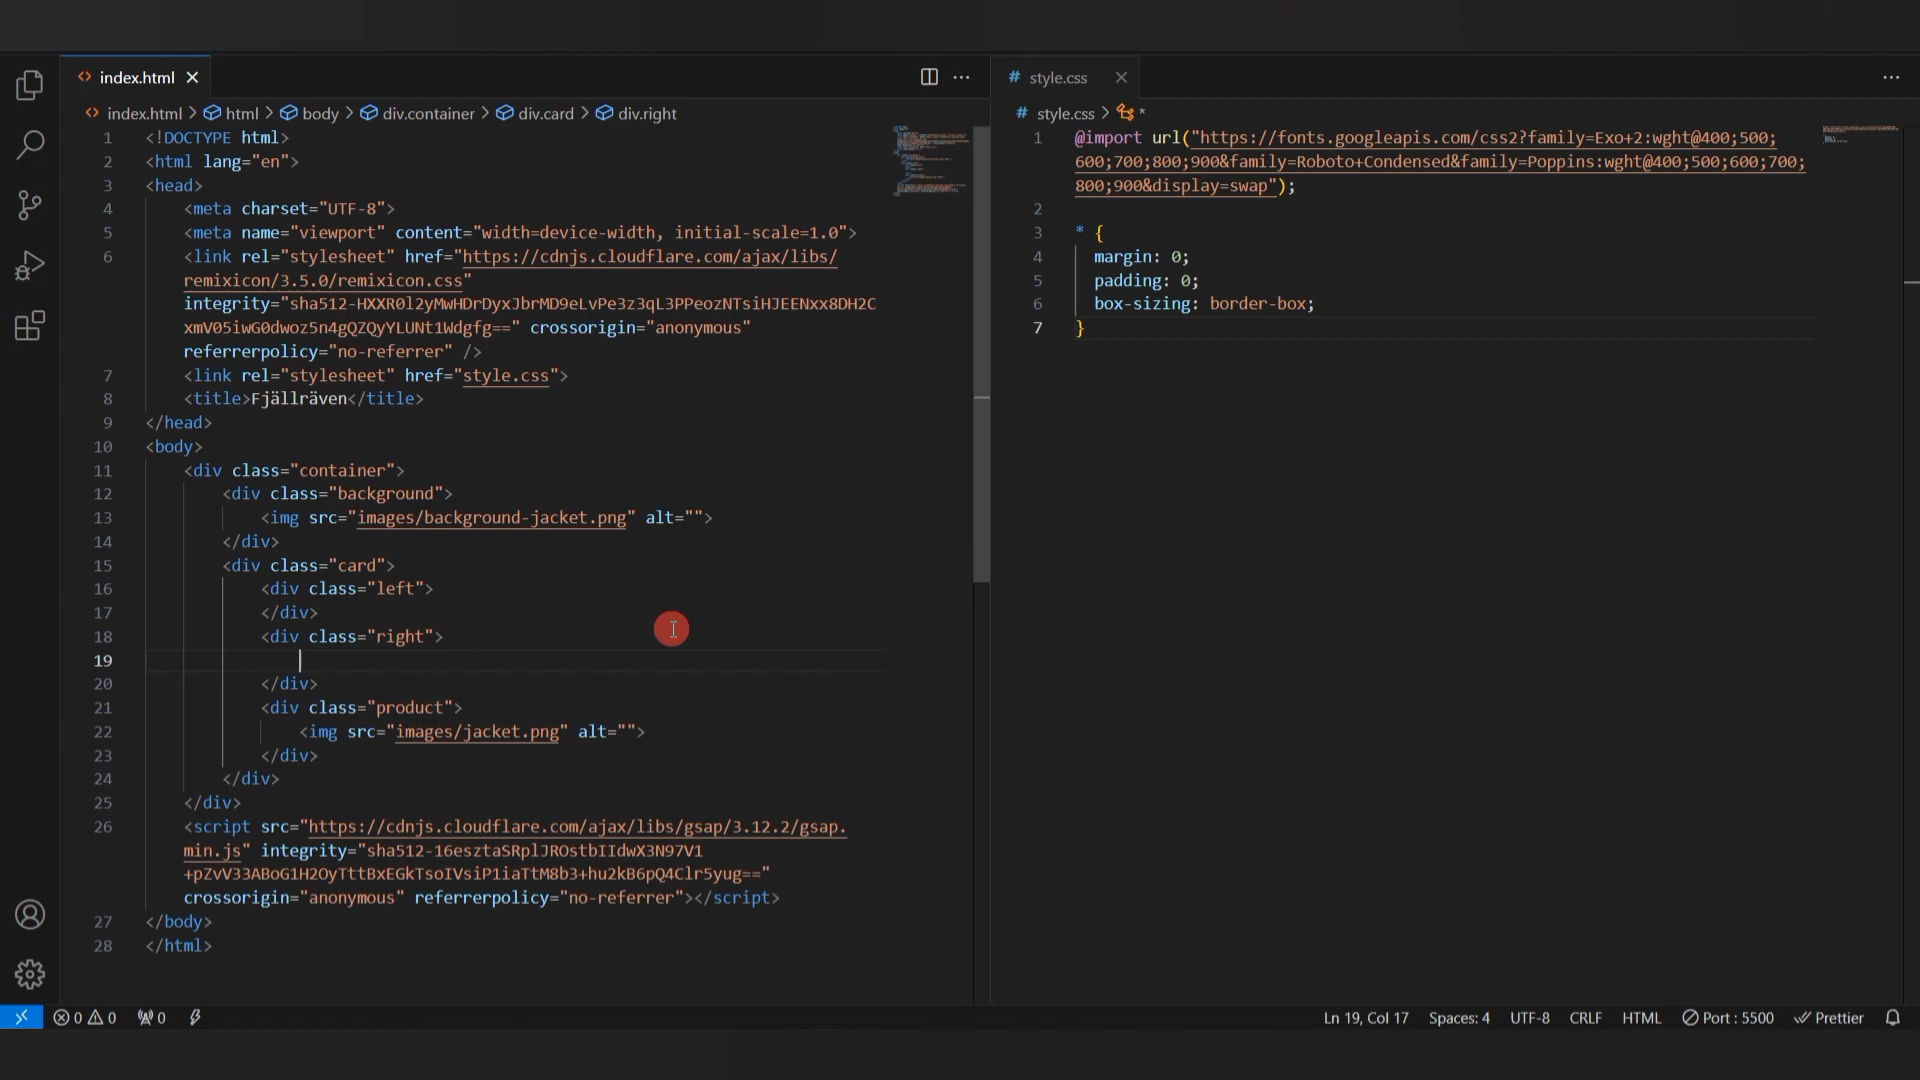 index.html
index.html > html > body > div.container > div.card > div.right
1 <!DOCTYPE html>
2 <html lang="en">
3 <head>
4 <meta charset="UTF-8">
5 <meta name="viewport" content="width=device-width, initial-scale=1.0">
6 <link rel="stylesheet" href="https://cdnjs.cloudflare.com/ajax/libs/
remixicon/3.5.0/remixicon.css"
integrity="sha512-HXXR0l2yMwHDrDyxJbrMD9eLvPe3z3qL3PPeozNTsiHJEENxx8DH2C
xmV05iwG0dwoz5n4gQZQyYLUNt1Wdgfg==" crossorigin="anonymous"
referrerpolicy="no-referrer" />
7 <link rel="stylesheet" href="style.css">
8 <title>Fjällräven</title>
9 </head>
10 <body>
11 <div class="container">
12 <div class="background">
13 <img src="images/background-jacket.png" alt="">
14 </div>
15 <div class="card">
16 <div class="left">
17 </div>
18 <div class="right">
19
20 </div>
21 <div class="product">
22 <img src="images/jacket.png" alt="">
23 </div>
24 </div>
25 </div>
26 <script src="https://cdnjs.cloudflare.com/ajax/libs/gsap/3.12.2/gsap.
min.js" integrity="sha512-16esztaSRplJROstbIIdwX3N97V1
+pZvV33ABoG1H2OyTttBxEGkTsoIVsiP1iaTtM8b3+hu2kB6pQ4Clr5yug=="
crossorigin="anonymous" referrerpolicy="no-referrer"></script>
27 </body>
28 </html>
# style.css
# style.css > *
1 @import url("https://fonts.googleapis.com/css2?family=Exo+2:wght@400;500;
600;700;800;900&family=Roboto+Condensed&family=Poppins:wght@400;500;600;700;
800;900&display=swap");
2
3 * {
4 margin: 0;
5 padding: 0;
6 box-sizing: border-box;
7 }
0 0 0
Ln 19, Col 17 Spaces: 4 UTF-8 CRLF HTML Port : 5500 Prettier